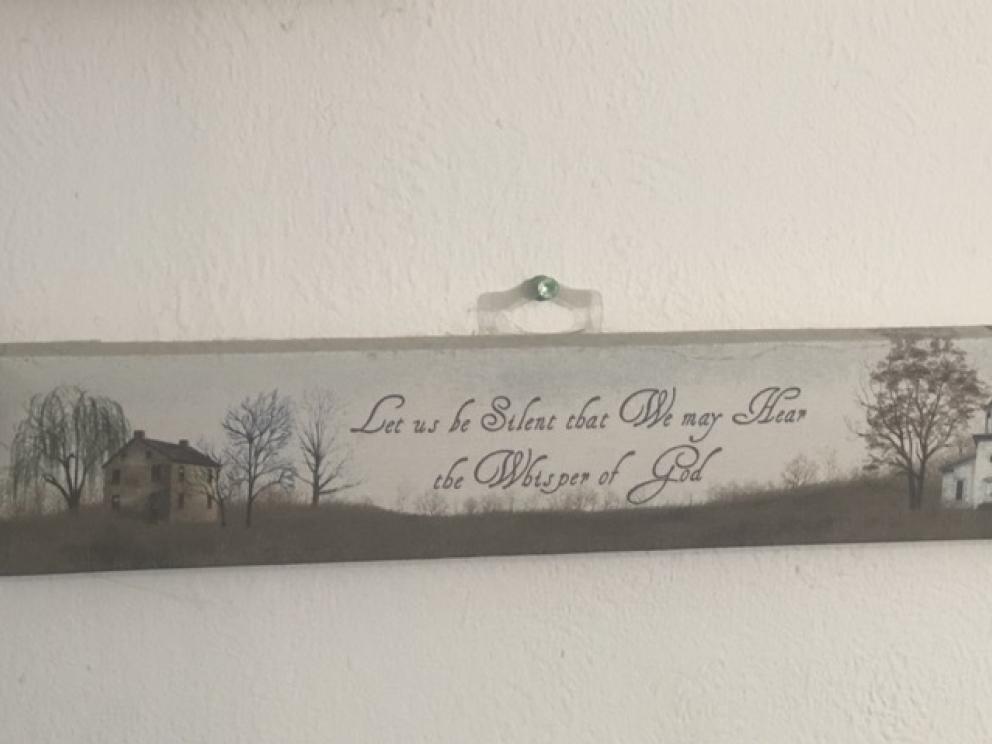 Let us be Silent that We may Hear
the Whisper of God